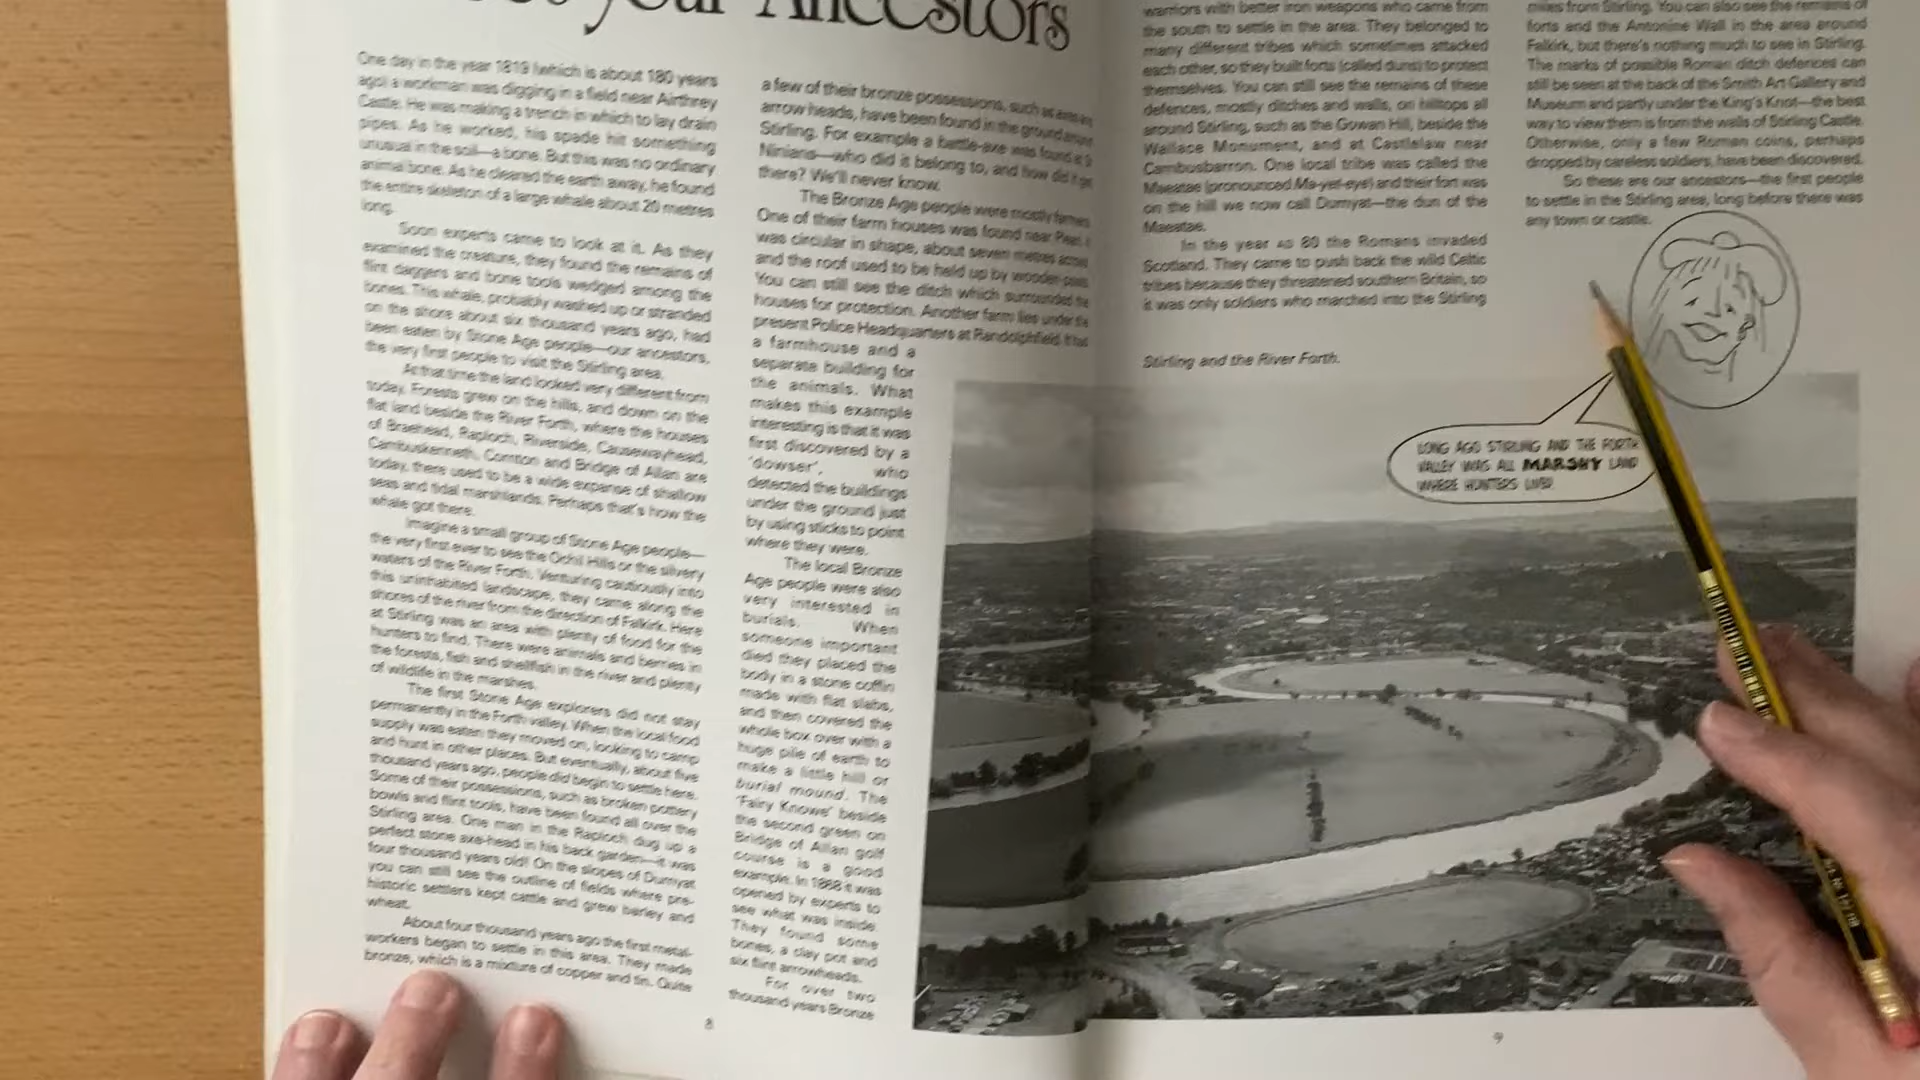 your Ancestors
One day in the year 1819 (which is about 180 years
ago) a workman was digging in a field near Airthrey
Castle. He was making a trench in which to lay drain
pipes. As he worked, his spade hit something
unusual in the soil—a bone. But this was no ordinary
animal bone. As he cleared the earth away, he found
the entire skeleton of a large whale about 20 metres
long.
Soon experts came to look at it. As they
examined the creature, they found the remains of
flint daggers and bone tools wedged among the
bones. This whale, probably washed up or stranded
on the shore about six thousand years ago, had
been eaten by Stone Age people—our ancestors,
the very first people to visit the Stirling area.
At that time the land looked very different from
today. Forests grew on the hills, and down on the
flat land beside the River Forth, where the houses
of Braehead, Raploch, Riverside, Causewayhead,
Cambuskenneth, Cornton and Bridge of Allan are
today, there used to be a wide expanse of shallow
seas and tidal marshlands. Perhaps that's how the
whale got there.
Imagine a small group of Stone Age people—
the very first ever to see the Ochil Hills or the silvery
waters of the River Forth. Venturing cautiously into
this uninhabited landscape, they came along the
shores of the river from the direction of Falkirk. Here
at Stirling was an area with plenty of food for the
hunters to find. There were animals and berries in
the forests, fish and shellfish in the river and plenty
of wildlife in the marshes.
The first Stone Age explorers did not stay
permanently in the Forth valley. When the local food
supply was eaten they moved on, looking to camp
and hunt in other places. But eventually, about five
thousand years ago, people did begin to settle here.
Some of their possessions, such as broken pottery
bowls and flint tools, have been found all over the
Stirling area. One man in the Raploch dug up a
perfect stone axe-head in his back garden—it was
four thousand years old! On the slopes of Dumyat
you can still see the outline of fields where pre-
historic settlers kept cattle and grew barley and
wheat.
About four thousand years ago the first metal-
workers began to settle in this area. They made
bronze, which is a mixture of copper and tin. Quite
8
a few of their bronze possessions, such as axes and
arrow heads, have been found in the ground around
Stirling. For example a battle-axe was found at St
Ninians—who did it belong to, and how did it get
there? We'll never know.
The Bronze Age people were mostly farmers.
One of their farm houses was found near
was circular in shape, about seven metres across
and the roof used to be held up by wooden posts.
You can still see the ditch which surrounded the
houses for protection. Another farm lies under the
present Police Headquarters at Randolphfield. It had
a farmhouse and a
separate building for
the animals. What
makes this example
interesting is that it was
first discovered by a
'dowser', who
detected the buildings
under the ground just
by using sticks to point
where they were.
The local Bronze
Age people were also
very interested in
burials. When
someone important
died they placed the
body in a stone coffin
made with flat slabs,
and then covered the
whole box over with a
huge pile of earth to
make a little hill or
burial mound. The
'Fairy Knowe' beside
the second green on
Bridge of Allan golf
course is a good
example. In 1868 it was
opened by experts to
see what was inside.
They found some
bones, a clay pot and
six flint arrowheads.
For over two
thousand years Bronze
warriors with better iron weapons who came from
the south to settle in the area. They belonged to
many different tribes which sometimes attacked
each other, so they built forts (called duns) to protect
themselves. You can still see the remains of these
defences, mostly ditches and walls, on hilltops all
around Stirling, such as the Gowan Hill, beside the
Wallace Monument, and at Castlelaw near
Cambusbarron. One local tribe was called the
Maeatae (pronounced Ma-yet-eye) and their fort was
on the hill we now call Dumyat—the dun of the
Maeatae.
In the year AD 80 the Romans invaded
Scotland. They came to push back the wild Celtic
tribes because they threatened southern Britain, so
it was only soldiers who marched into the Stirling
Stirling and the River Forth.
miles from Stirling. You can also see the remains of
forts and the Antonine Wall in the area around
Falkirk, but there's nothing much to see in Stirling.
The marks of possible Roman ditch defences can
still be seen at the back of the Smith Art Gallery and
Museum and partly under the King's Knot—the best
way to view them is from the walls of Stirling Castle.
Otherwise, only a few Roman coins, perhaps
dropped by careless soldiers, have been discovered.
So these are our ancestors—the first people
to settle in the Stirling area, long before there was
any town or castle.
LONG AGO STIRLING AND THE FORTH
VALLEY WAS ALL MARSHY LAND
WHERE HUNTERS LIVED
9